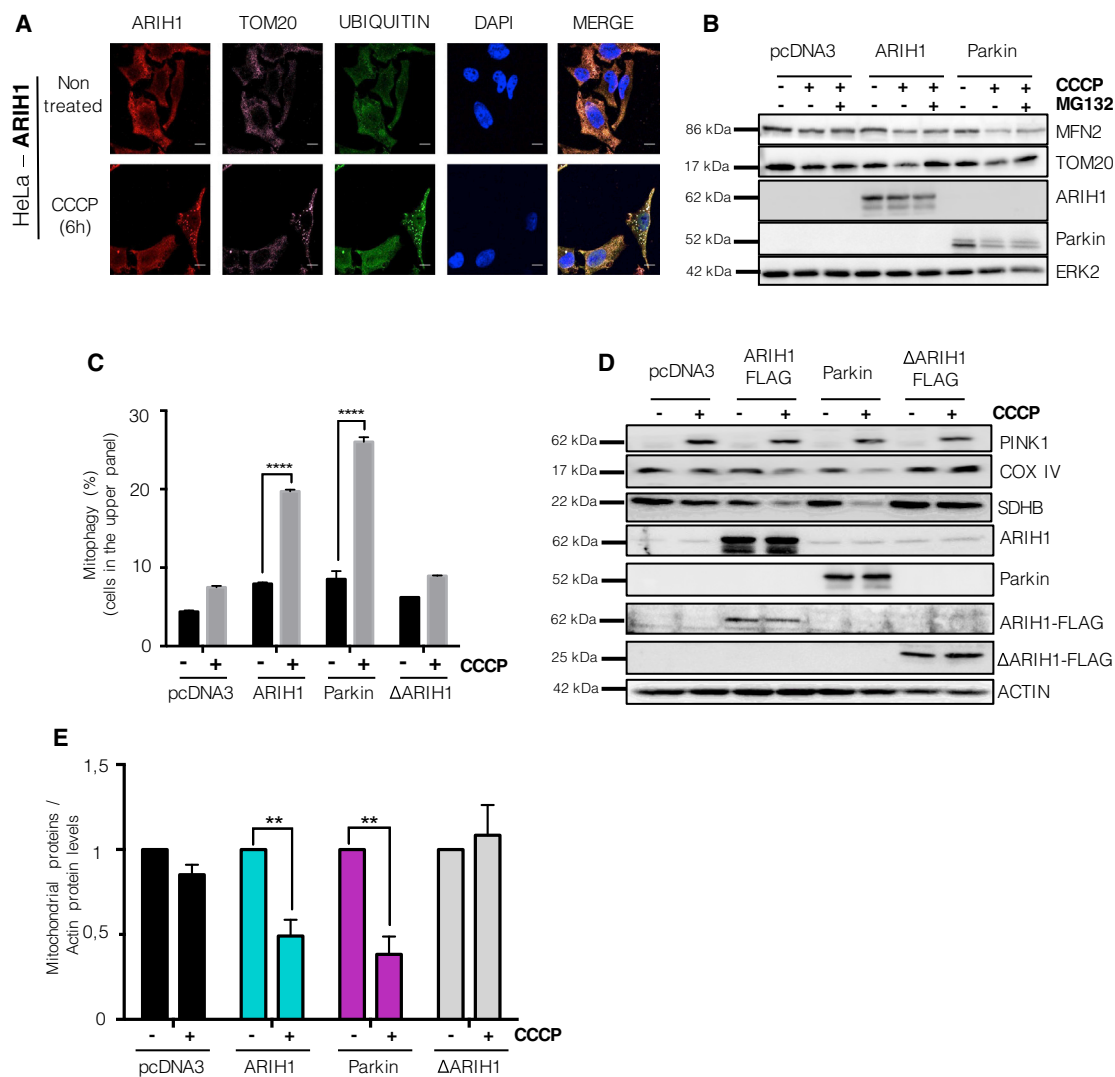 A
ARIH1 TOM20 UBIQUITIN DAPI MERGE
HeLa – ARIH1
Non
treated
CCCP
(6h)
B
pcDNA3 ARIH1 Parkin
- + + - + + - + + CCCP
+ + + MG132
86 kDa MFN2
17 kDa TOM20
62 kDa ARIH1
52 kDa Parkin
42 kDa ERK2
C
Mitophagy (%)
(cells in the upper panel)
30
20
10
0
**** ****
- + - + - + - + CCCP
pcDNA3 ARIH1 Parkin ΔARIH1
D
pcDNA3 ARIH1 FLAG Parkin ΔARIH1 FLAG
- + - + - + - + CCCP
62 kDa PINK1
17 kDa COX IV
22 kDa SDHB
62 kDa ARIH1
52 kDa Parkin
62 kDa ARIH1-FLAG
25 kDa ΔARIH1-FLAG
42 kDa ACTIN
E
Mitochondrial proteins /
Actin protein levels
1,5
1
0,5
0
** **
- + - + - + - + CCCP
pcDNA3 ARIH1 Parkin ΔARIH1